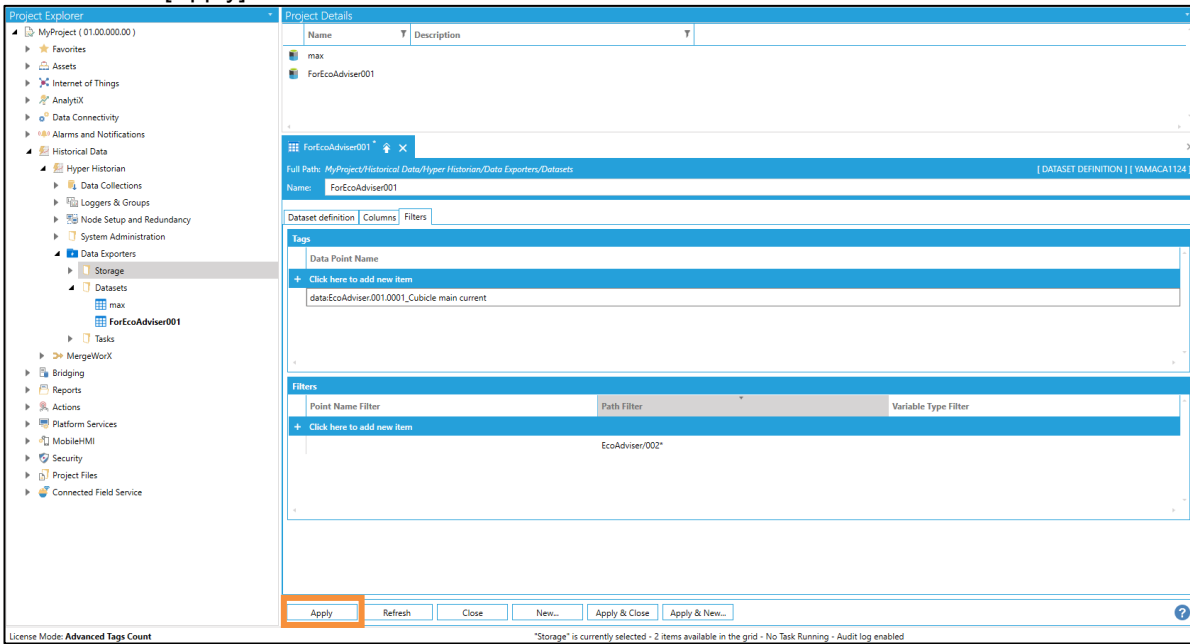 [Apply]
Project Explorer
MyProject ( 01.00.000.00 )
Favorites
Assets
Internet of Things
AnalytiX
Data Connectivity
Alarms and Notifications
Historical Data
Hyper Historian
Data Collections
Loggers & Groups
Node Setup and Redundancy
System Administration
Data Exporters
Storage
Datasets
max
ForEcoAdviser001
Tasks
MergeWorX
Bridging
Reports
Actions
Platform Services
MobileHMI
Security
Project Files
Connected Field Service
Project Details
Name Description
max
ForEcoAdviser001
ForEcoAdviser001*
Full Path: MyProject/Historical Data/Hyper Historian/Data Exporters/Datasets [ DATASET DEFINITION ] [ YAMACA1124 ]
Name: ForEcoAdviser001
Dataset definition Columns Filters
Tags
Data Point Name
+ Click here to add new item
data:EcoAdviser.001.0001_Cubicle main current
Filters
Point Name Filter Path Filter Variable Type Filter
+ Click here to add new item
EcoAdviser/002*
Apply Refresh Close New... Apply & Close Apply & New... ?
License Mode: Advanced Tags Count "Storage" is currently selected - 2 items available in the grid - No Task Running - Audit log enabled